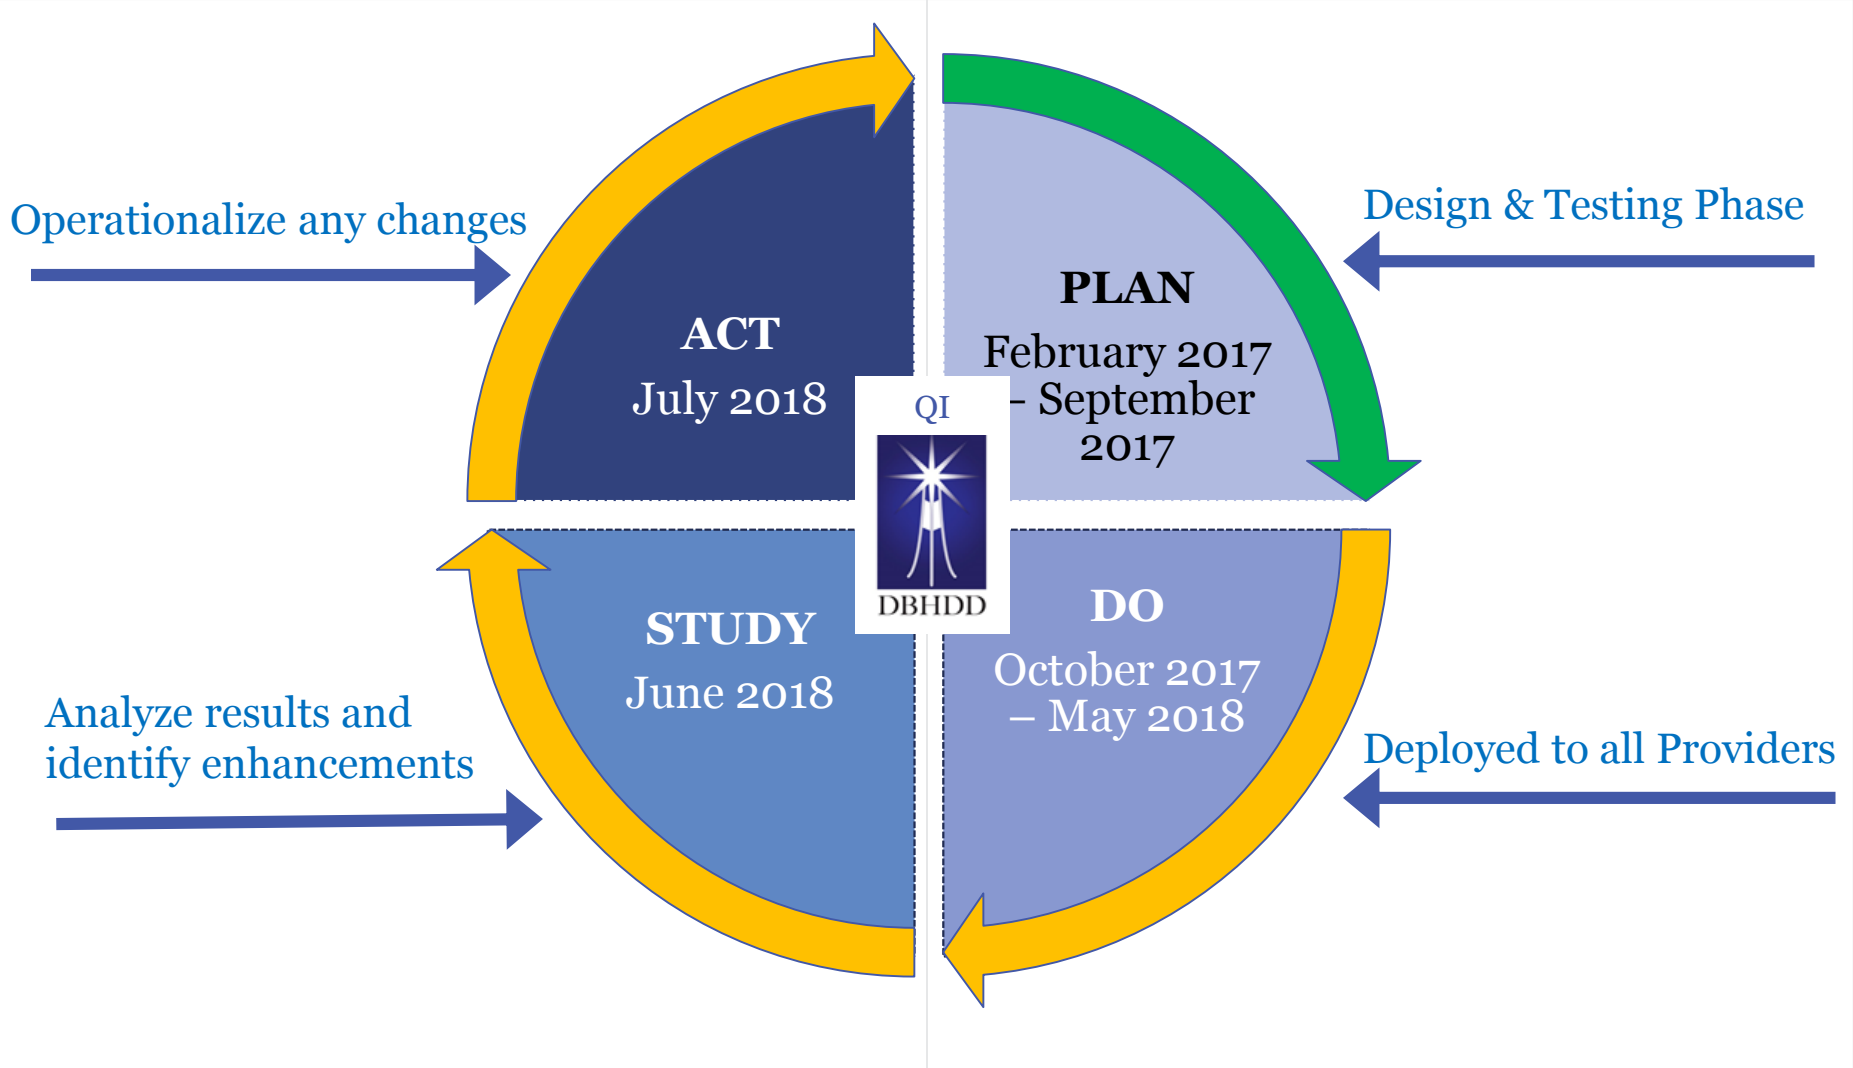 Operationalize any changes
Design & Testing Phase
ACT
July 2018
PLAN
February 2017
– September
2017
QI
DBHDD
STUDY
June 2018
DO
October 2017
– May 2018
Analyze results and
identify enhancements
Deployed to all Providers